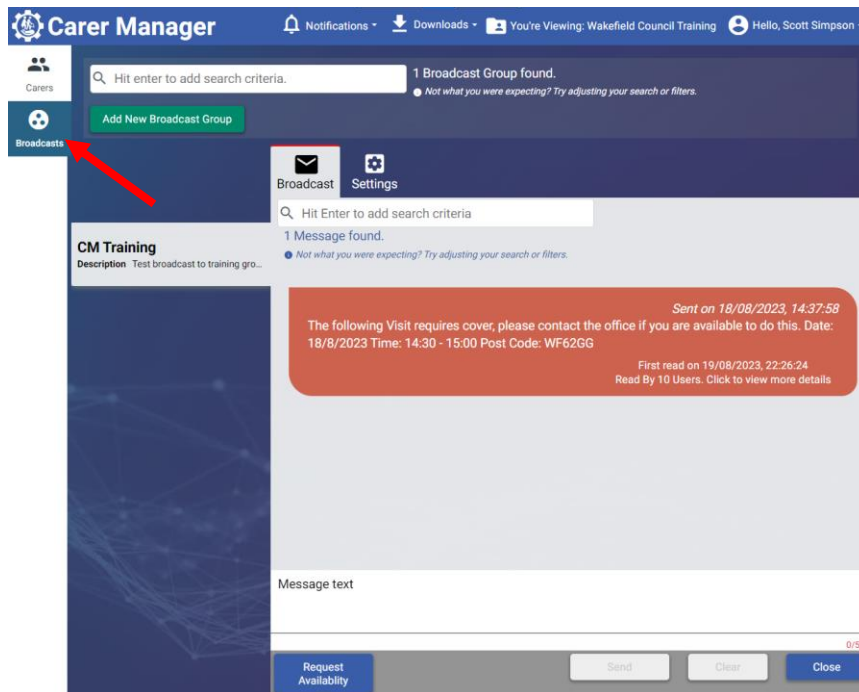 Carer Manager
Notifications
Downloads
You're Viewing: Wakefield Council Training
Hello, Scott Simpson
Carers
Broadcasts
Hit enter to add search criteria.
1 Broadcast Group found.
Not what you were expecting? Try adjusting your search or filters.
Add New Broadcast Group
Broadcast
Settings
Hit Enter to add search criteria
1 Message found.
Not what you were expecting? Try adjusting your search or filters.
CM Training
Description Test broadcast to training gro...
Sent on 18/08/2023, 14:37:58
The following Visit requires cover, please contact the office if you are available to do this. Date:
18/8/2023 Time: 14:30 - 15:00 Post Code: WF62GG
First read on 19/08/2023, 22:26:24
Read By 10 Users. Click to view more details
Message text
Request
Availablity
Send
Clear
Close